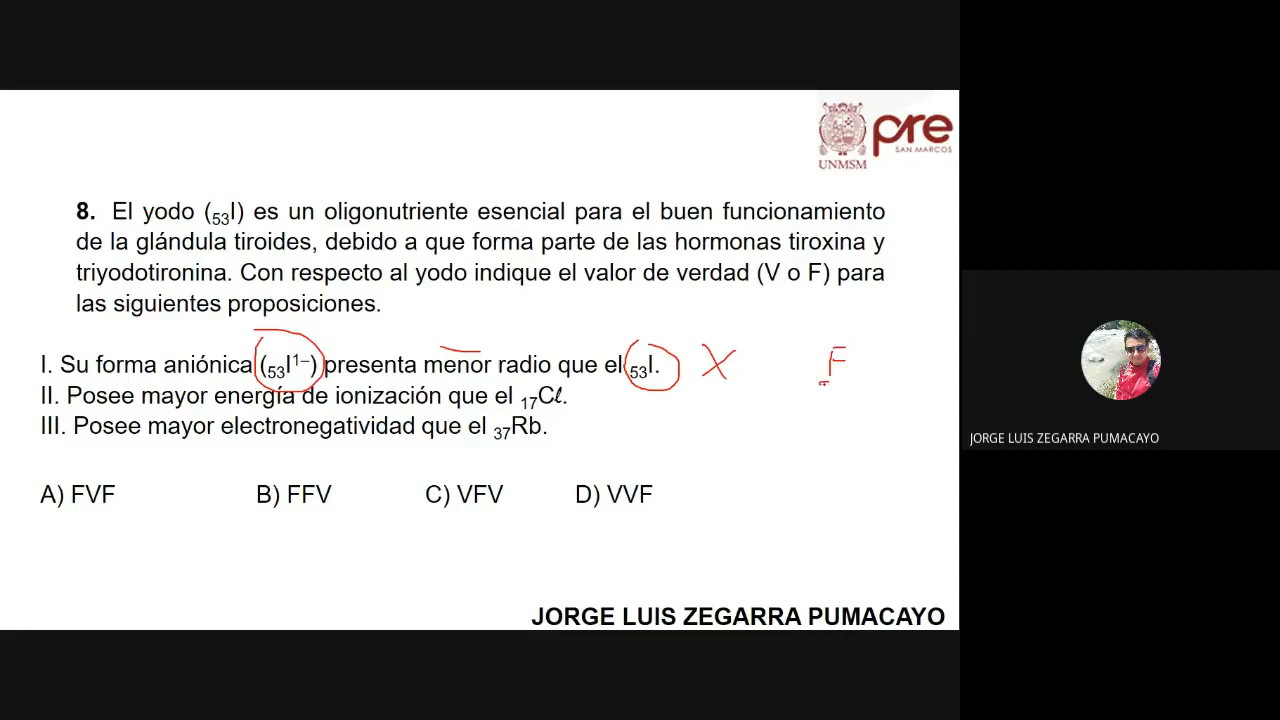 pre
SAN MARCOS
UNMSM
8. El yodo (₅₃I) es un oligonutriente esencial para el buen funcionamiento
de la glándula tiroides, debido a que forma parte de las hormonas tiroxina y
triyodotironina. Con respecto al yodo indique el valor de verdad (V o F) para
las siguientes proposiciones.
I. Su forma aniónica (₅₃I¹⁻) presenta menor radio que el ₅₃I. X F
II. Posee mayor energía de ionización que el ₁₇Cℓ.
III. Posee mayor electronegatividad que el ₃₇Rb.
A) FVF B) FFV C) VFV D) VVF
JORGE LUIS ZEGARRA PUMACAYO
JORGE LUIS ZEGARRA PUMACAYO